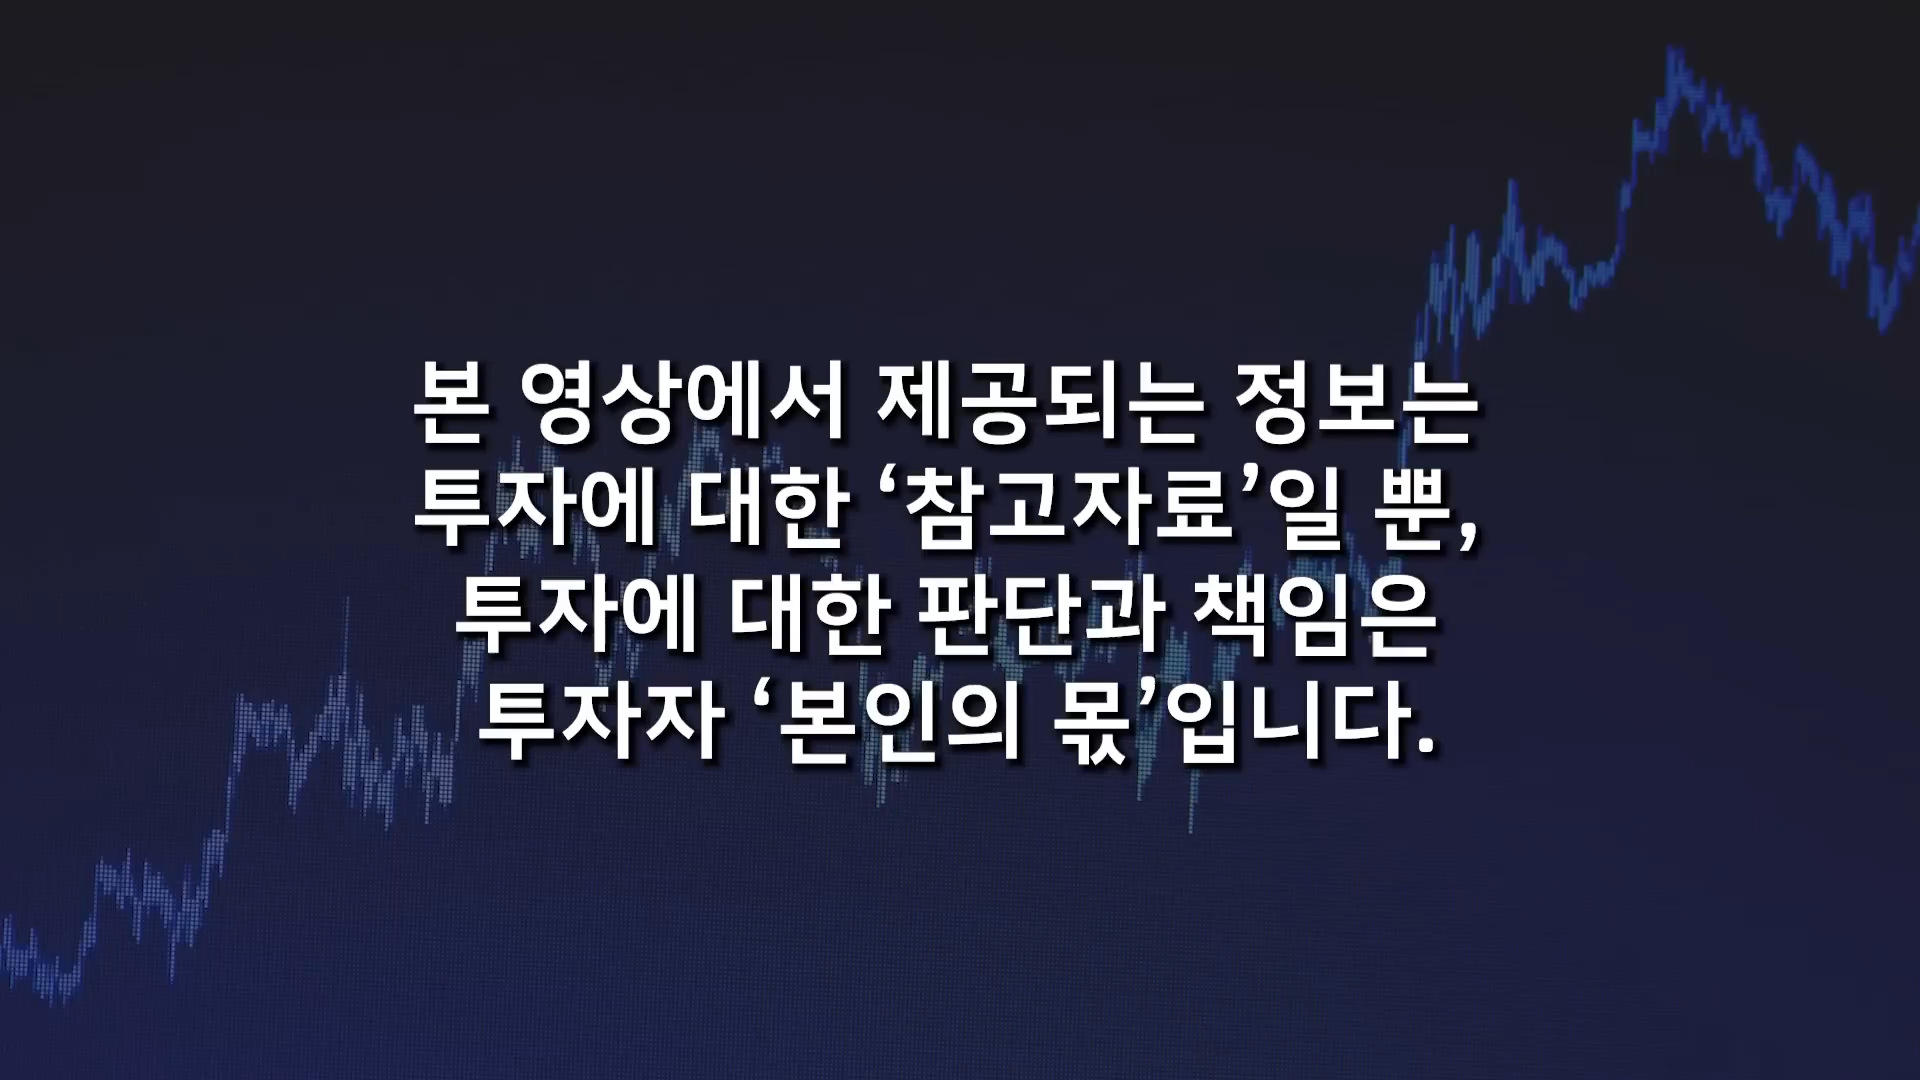 본 영상에서 제공되는 정보는
투자에 대한 ‘참고자료’일 뿐,
투자에 대한 판단과 책임은
투자자 ‘본인의 몫’입니다.